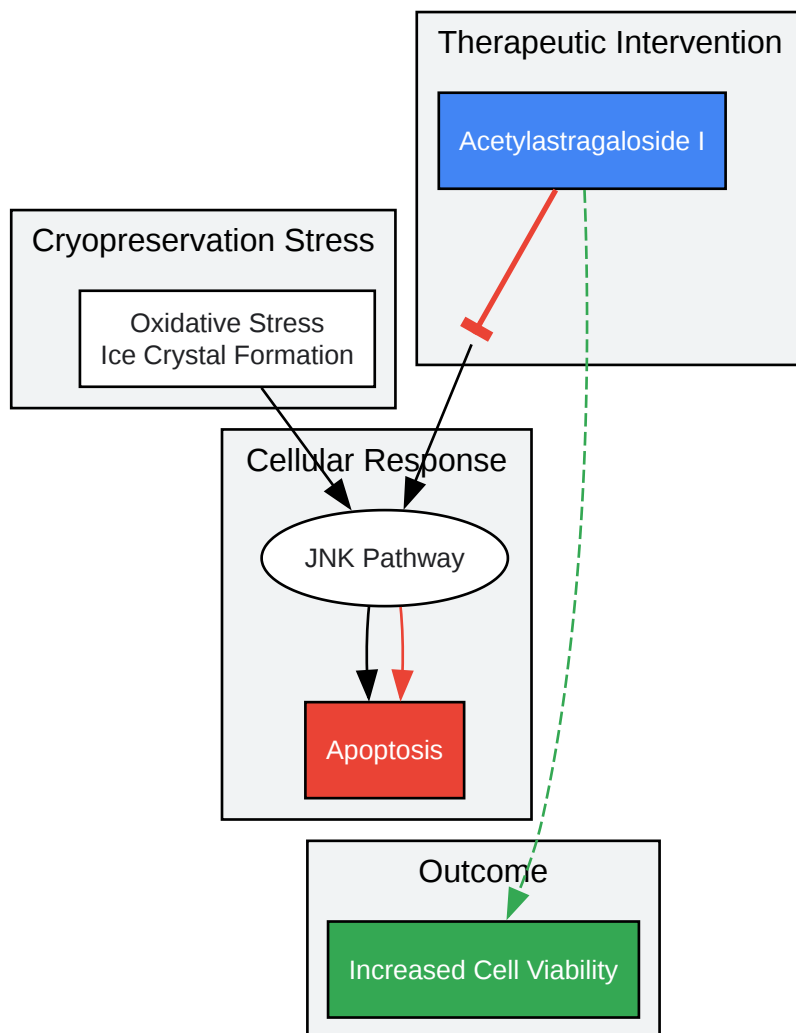 Therapeutic Intervention
Acetylastragaloside I
Cryopreservation Stress
Oxidative Stress
Ice Crystal Formation
Cellular Response
JNK Pathway
Apoptosis
Outcome
Increased Cell Viability